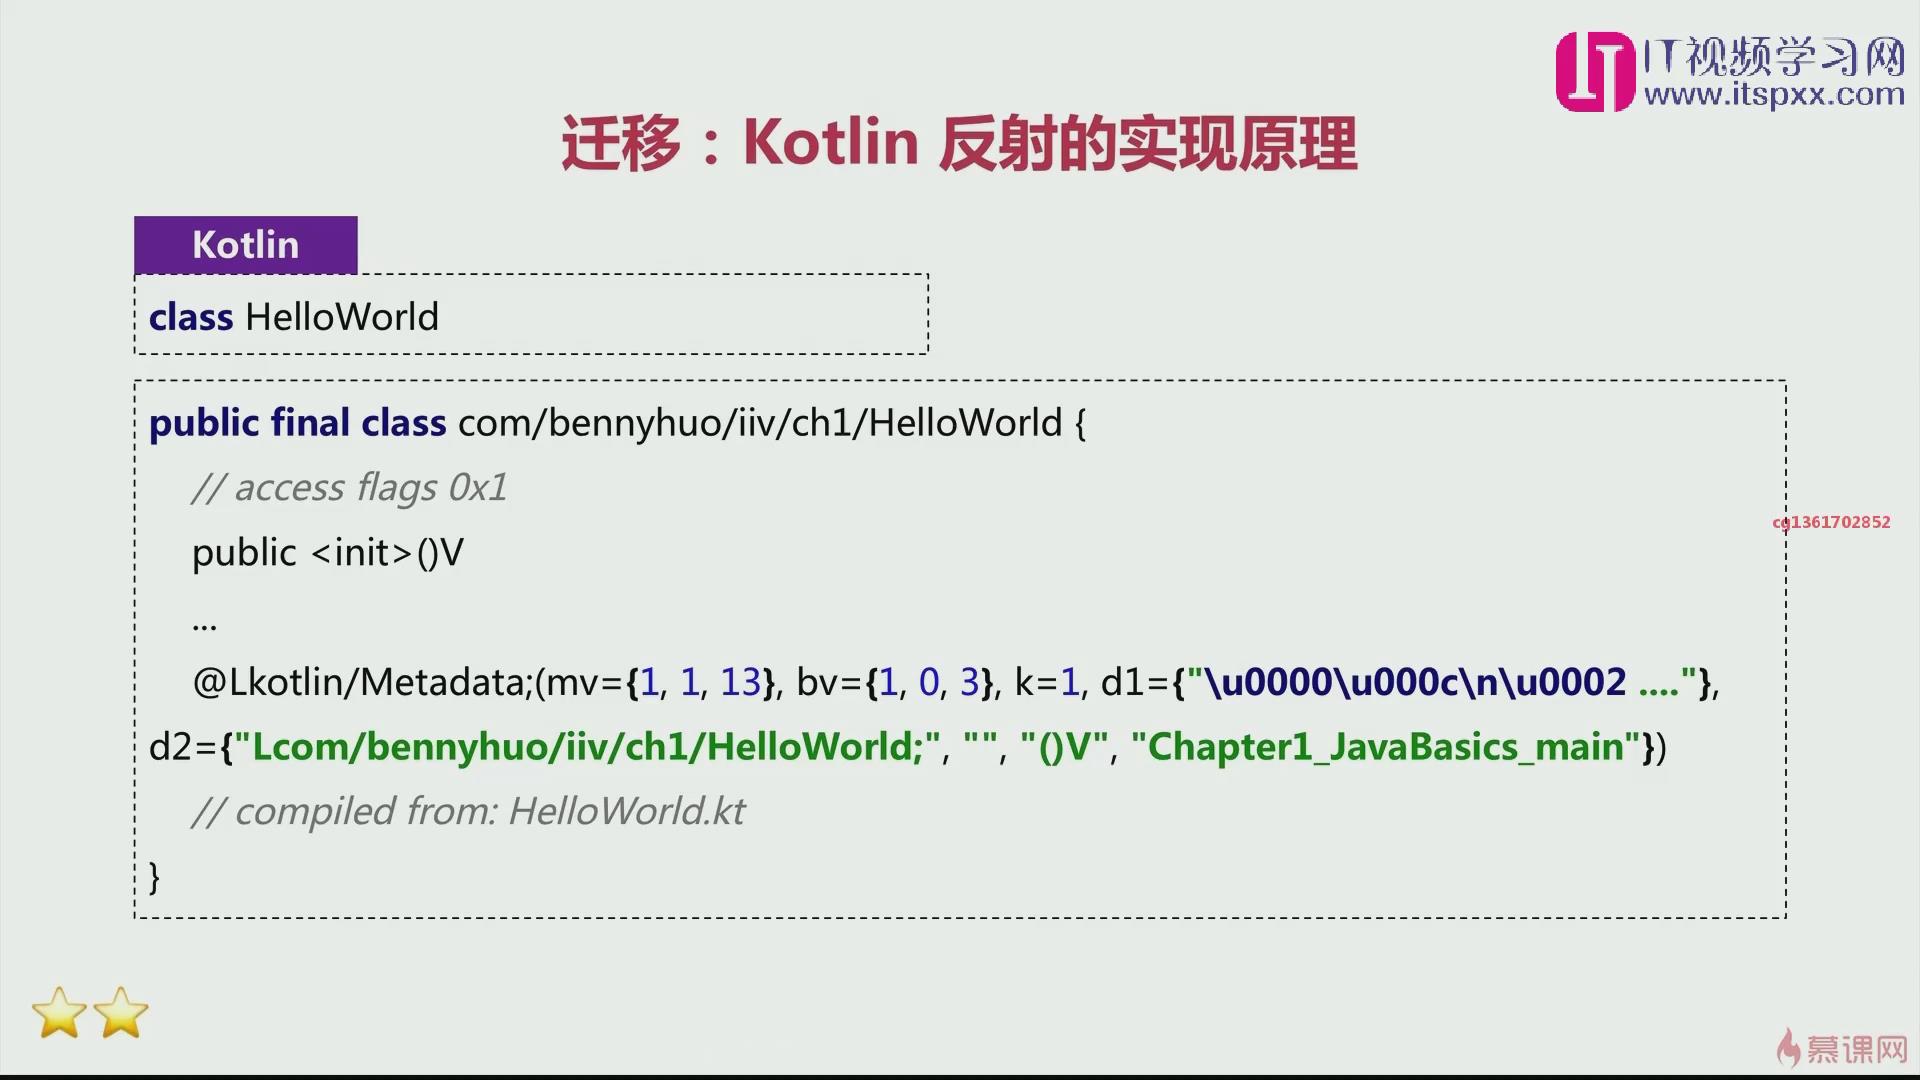 IT视频学习网
www.itspxx.com
迁移：Kotlin 反射的实现原理
Kotlin
class HelloWorld
public final class com/bennyhuo/iiv/ch1/HelloWorld {
// access flags 0x1
cg1361702852
public <init>()V
...
@Lkotlin/Metadata;(mv={1, 1, 13}, bv={1, 0, 3}, k=1, d1={"\u0000\u000c\n\u0002 ...."},
d2={"Lcom/bennyhuo/iiv/ch1/HelloWorld;", "", "()V", "Chapter1_JavaBasics_main"})
// compiled from: HelloWorld.kt
}
慕课网